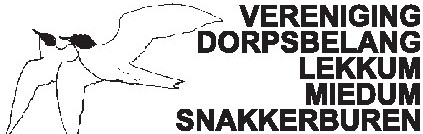 VERENIGING
DORPSBELANG
LEKKUM
MIEDUM
SNAKKERBUREN